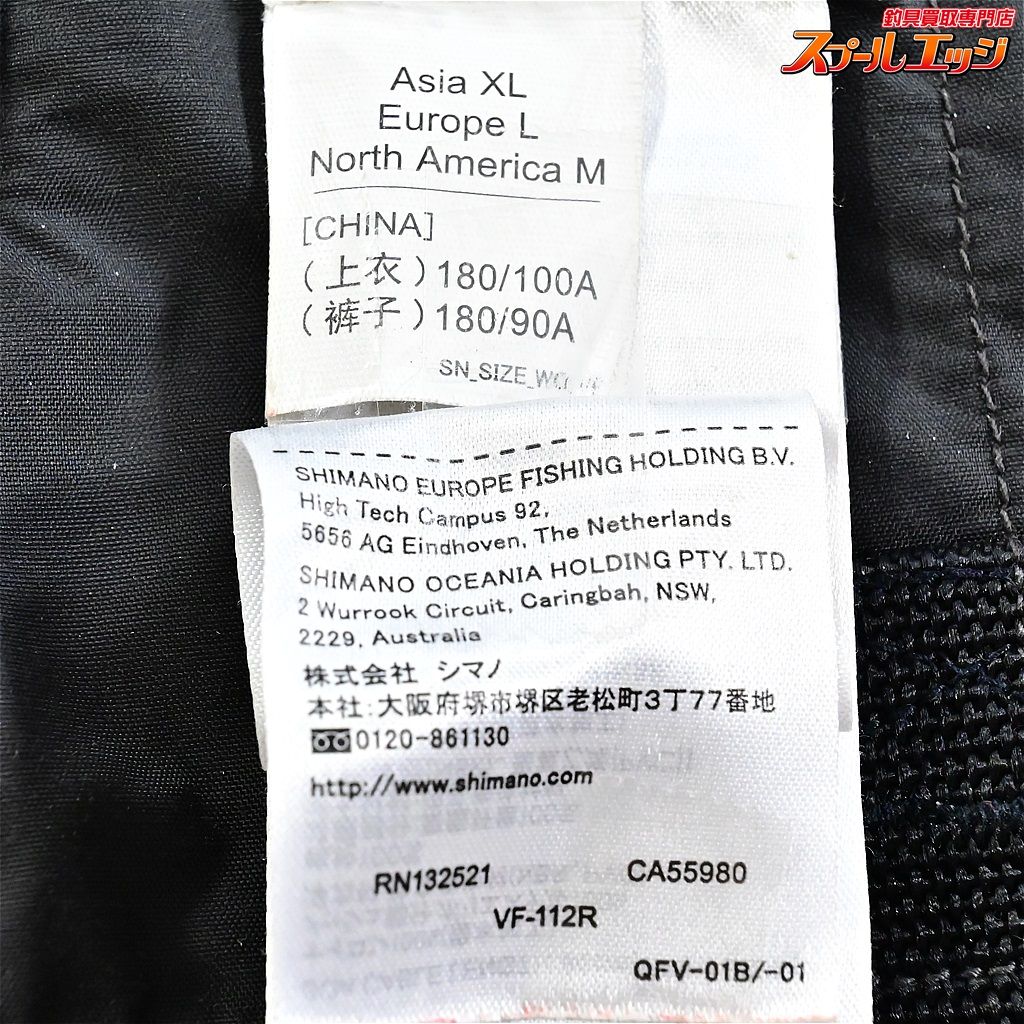 釣具買取専門店
スプールエッジ
Asia XL
Europe L
North America M
[CHINA]
(上衣)180/100A
(裤子)180/90A
SN_SIZE_WO
SHIMANO EUROPE FISHING HOLDING B.V.
High Tech Campus 92,
5656 AG Eindhoven, The Netherlands
SHIMANO OCEANIA HOLDING PTY. LTD.
2 Wurrook Circuit, Caringbah, NSW,
2229, Australia
株式会社 シマノ
本社:大阪府堺市堺区老松町3丁77番地
0120-861130
http://www.shimano.com
RN132521 CA55980
VF-112R
QFV-01B/-01